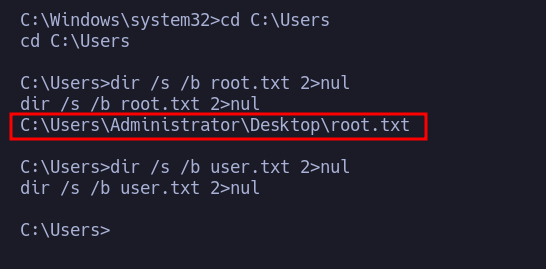 C:\Windows\system32>cd C:\Users
cd C:\Users
C:\Users>dir /s /b root.txt 2>nul
dir /s /b root.txt 2>nul
C:\Users\Administrator\Desktop\root.txt
C:\Users>dir /s /b user.txt 2>nul
dir /s /b user.txt 2>nul
C:\Users>